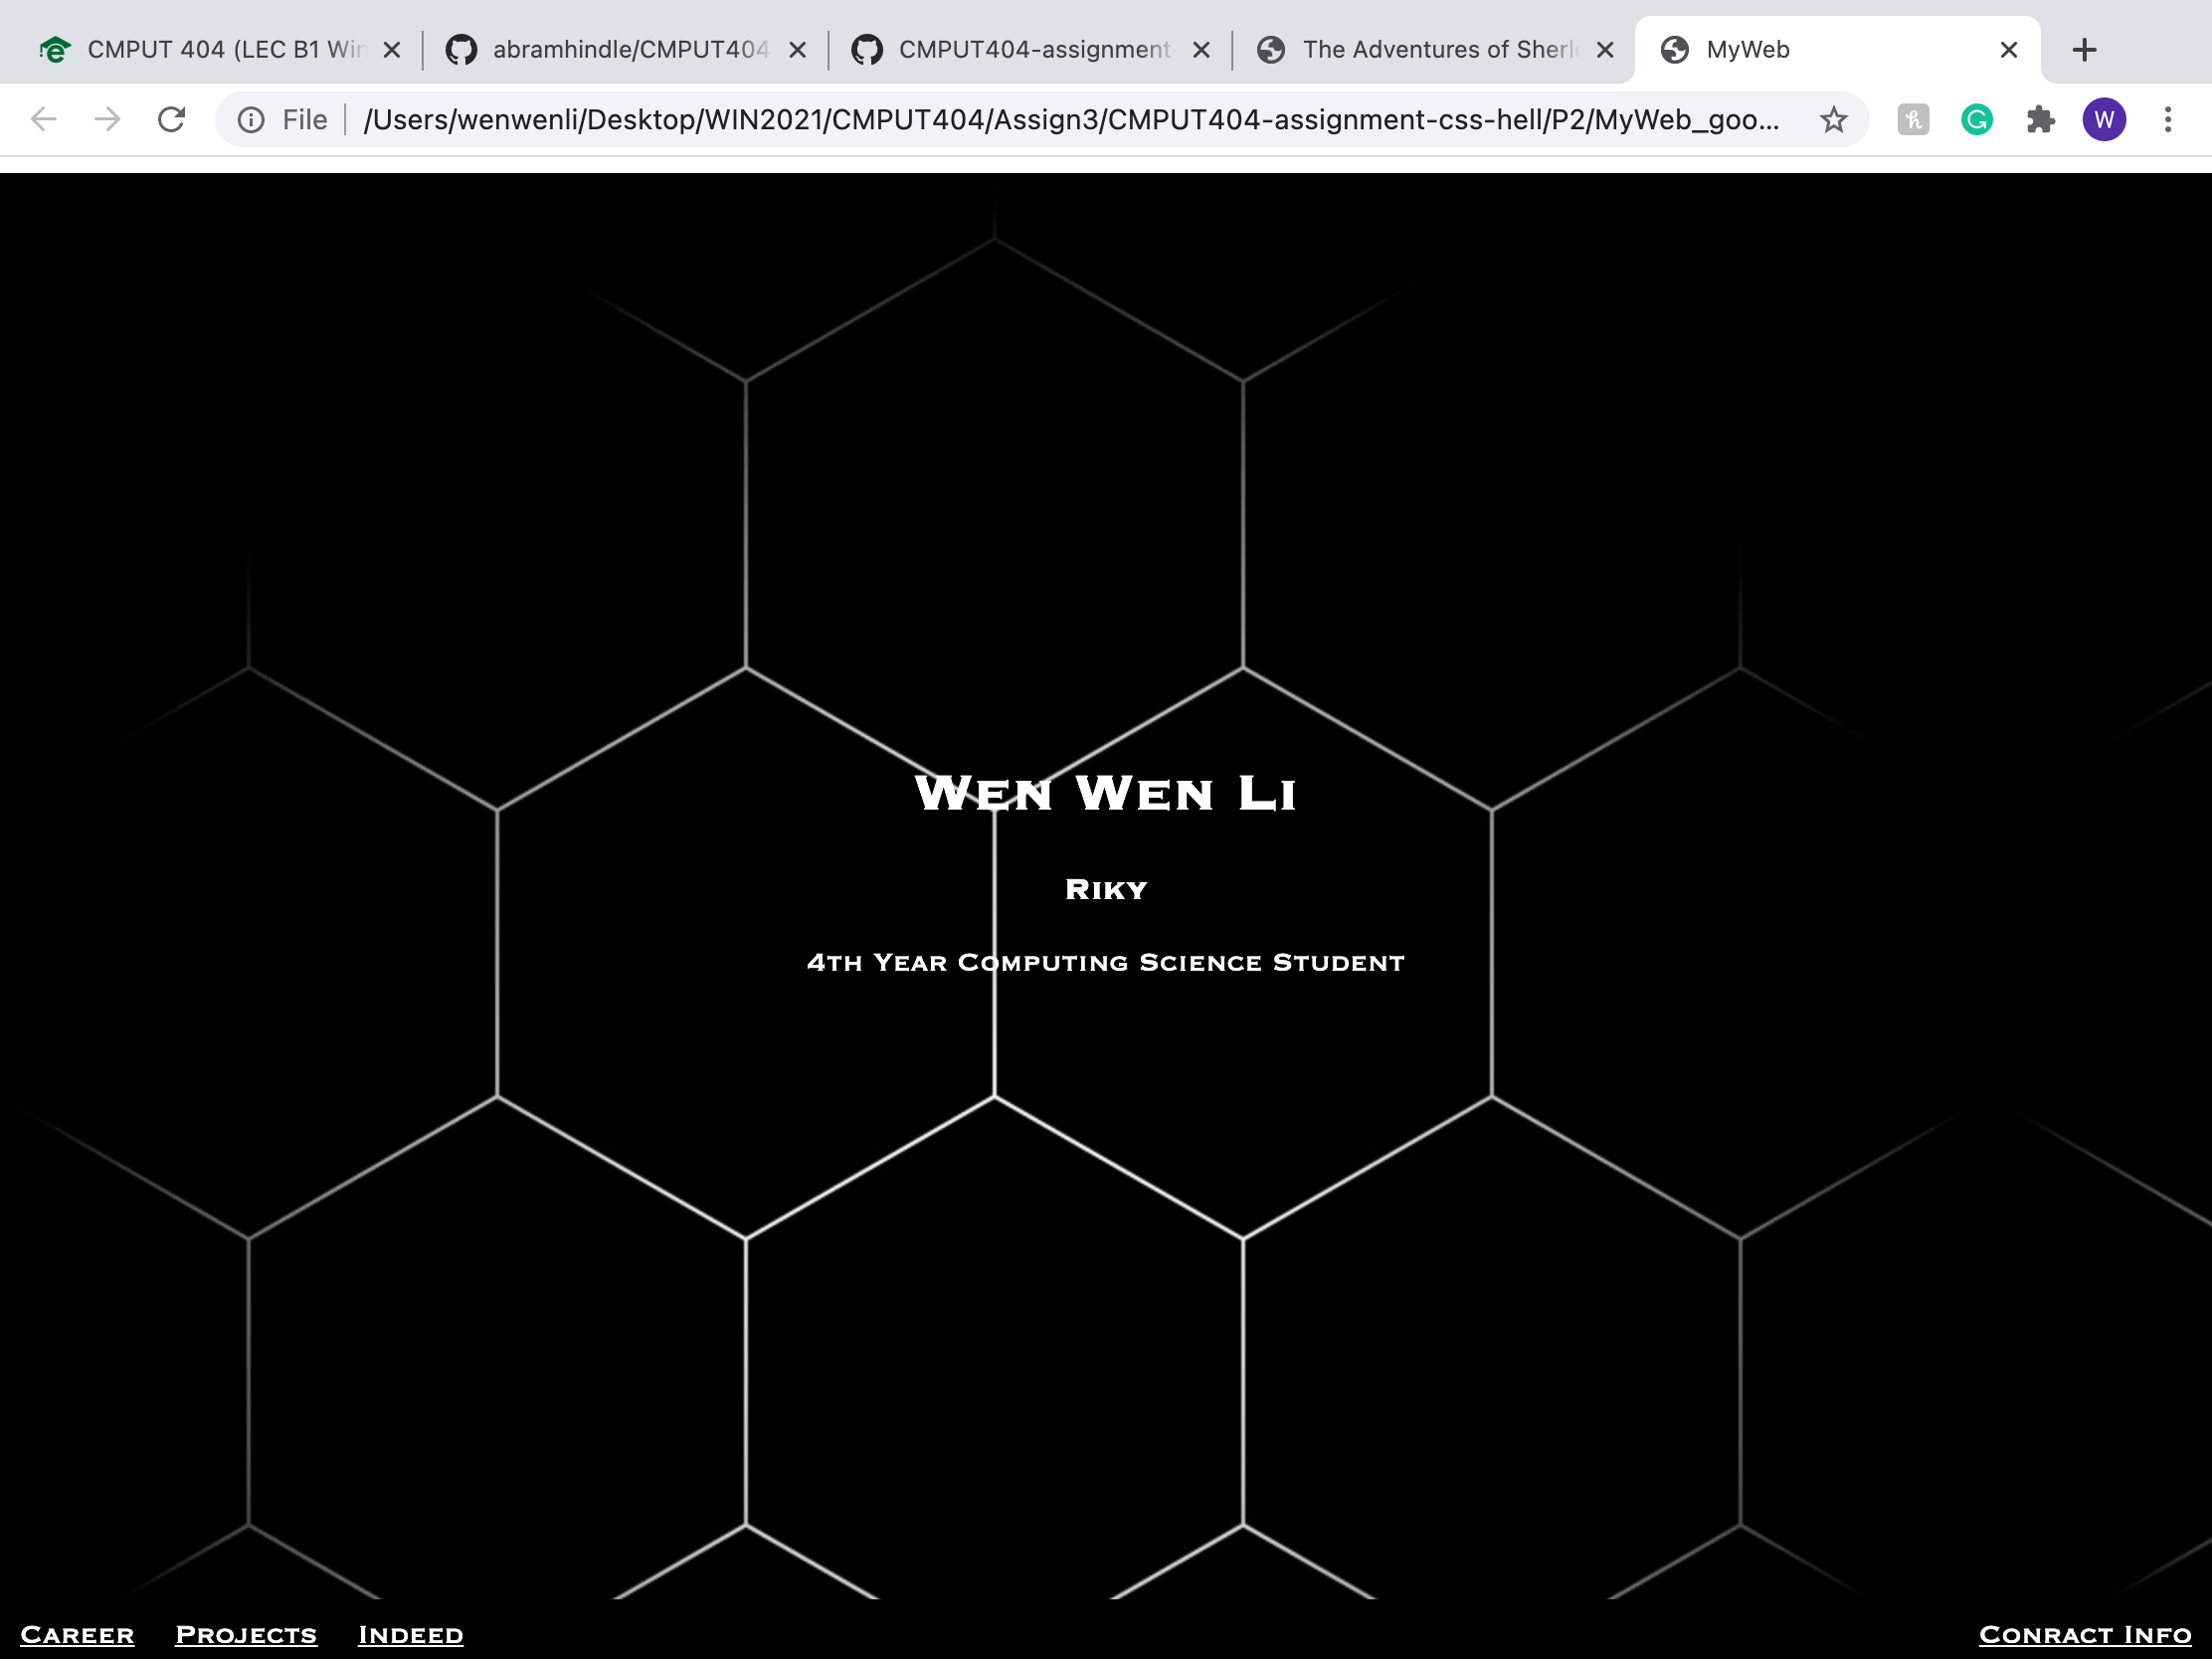 CMPUT 404 (LEC B1 Win
abramhindle/CMPUT404
CMPUT404-assignment-
The Adventures of Sherlo
MyWeb
File
/Users/wenwenli/Desktop/WIN2021/CMPUT404/Assign3/CMPUT404-assignment-css-hell/P2/MyWeb_goo...
W
Wen Wen Li
Riky
4th Year Computing Science Student
Career Projects Indeed Conract Info